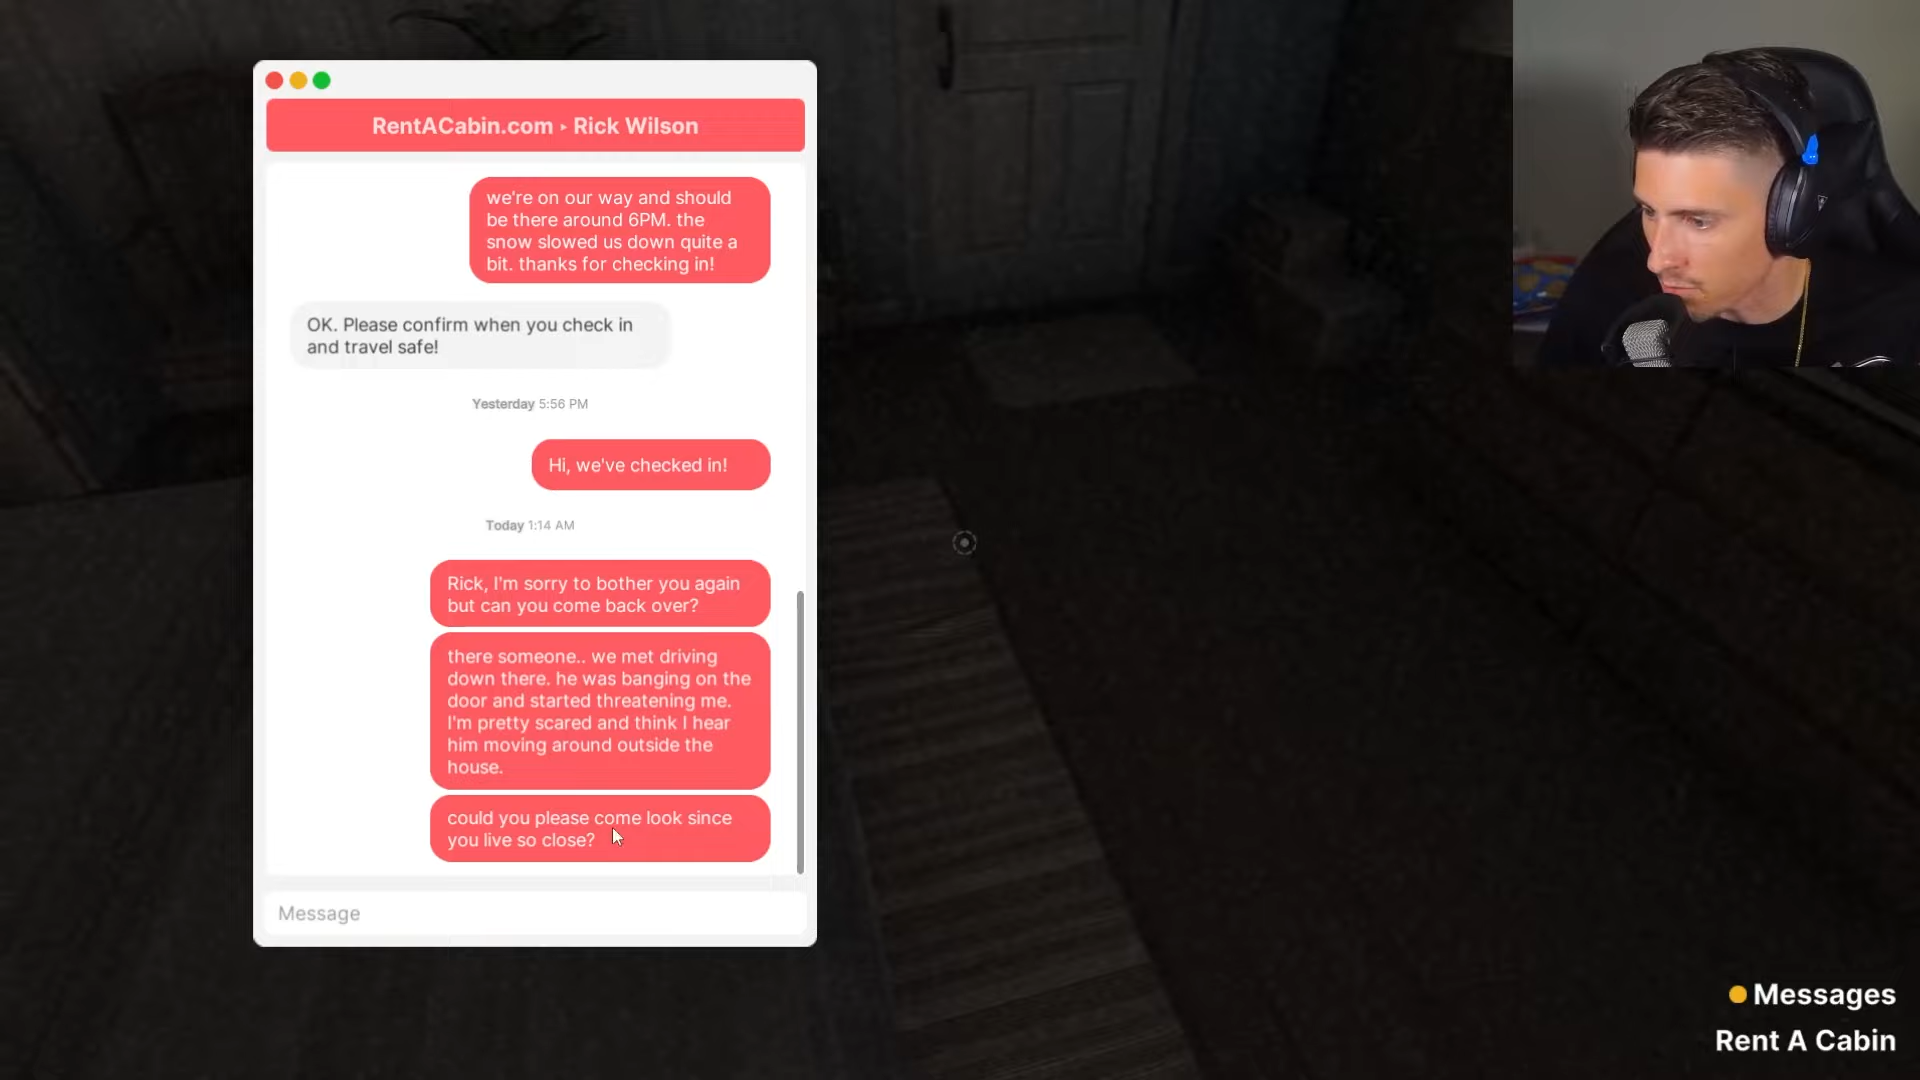 RentACabin.com ▸ Rick Wilson
we're on our way and should
be there around 6PM. the
snow slowed us down quite a
bit. thanks for checking in!
OK. Please confirm when you check in
and travel safe!
Yesterday 5:56 PM
Hi, we've checked in!
Today 1:14 AM
Rick, I'm sorry to bother you again
but can you come back over?
there someone.. we met driving
down there. he was banging on the
door and started threatening me.
I'm pretty scared and think I hear
him moving around outside the
house.
could you please come look since
you live so close?
Message
Messages
Rent A Cabin